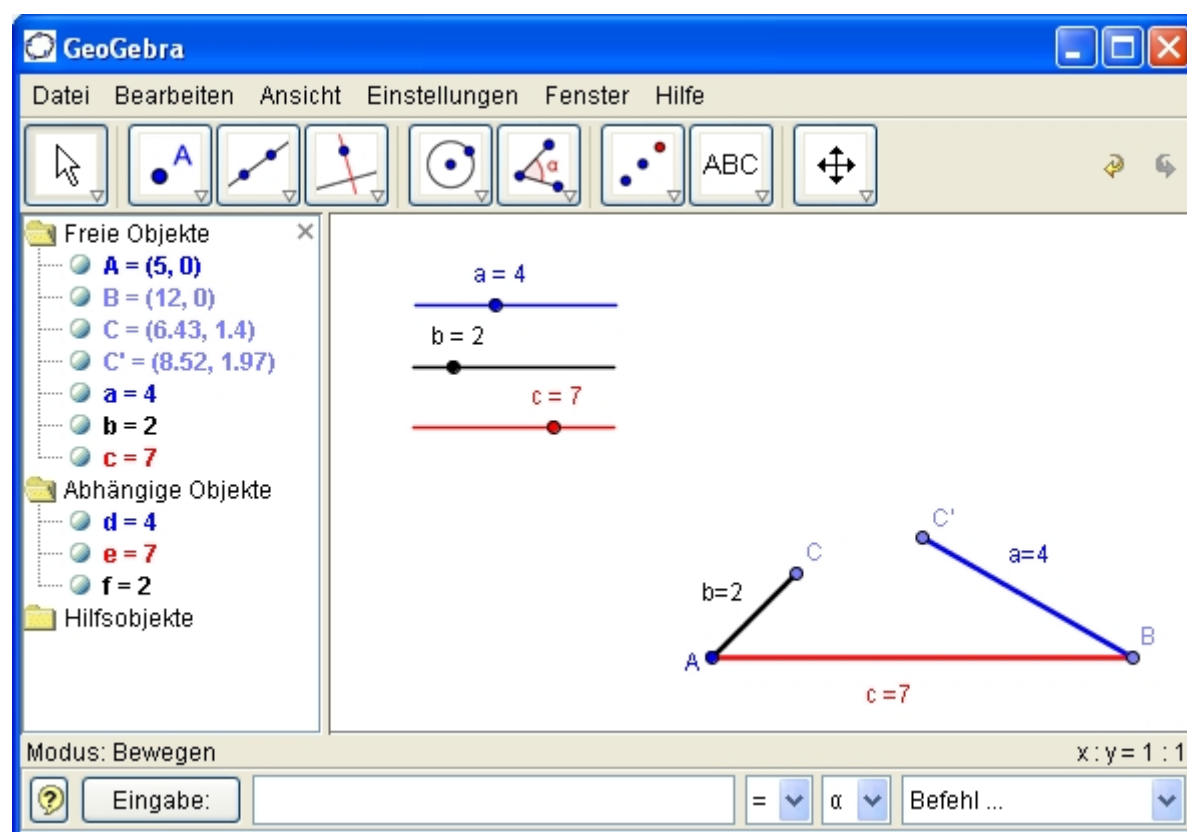 GeoGebra
Datei Bearbeiten Ansicht Einstellungen Fenster Hilfe
A α ABC
Freie Objekte
A = (5, 0)
B = (12, 0)
C = (6.43, 1.4)
C' = (8.52, 1.97)
a = 4
b = 2
c = 7
Abhängige Objekte
d = 4
e = 7
f = 2
Hilfsobjekte
a = 4
b = 2
c = 7
C'
C
a=4
b=2
B
A
c =7
Modus: Bewegen
x : y = 1 : 1
? Eingabe: = α Befehl ...